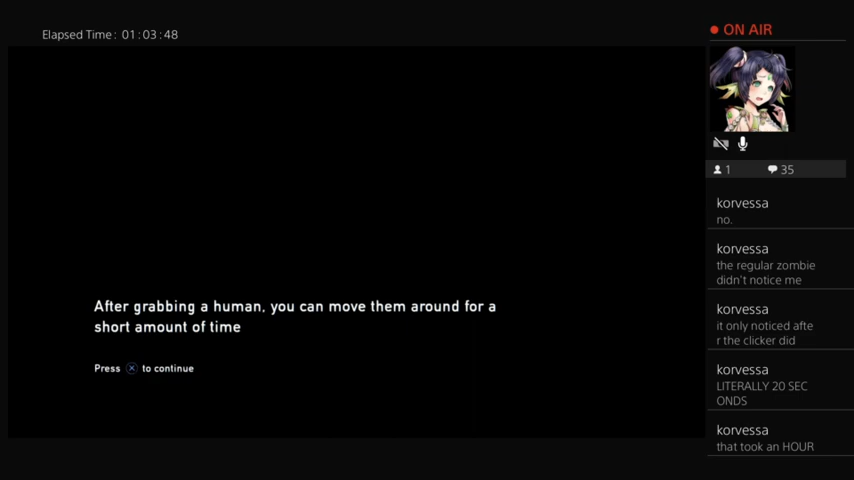 Elapsed Time: 01:03:48
ON AIR
1 35
korvessa
no.
korvessa
the regular zombie
didn't notice me
korvessa
it only noticed afte
r the clicker did
korvessa
LITERALLY 20 SEC
ONDS
korvessa
that took an HOUR
After grabbing a human, you can move them around for a
short amount of time
Press ⓧ to continue